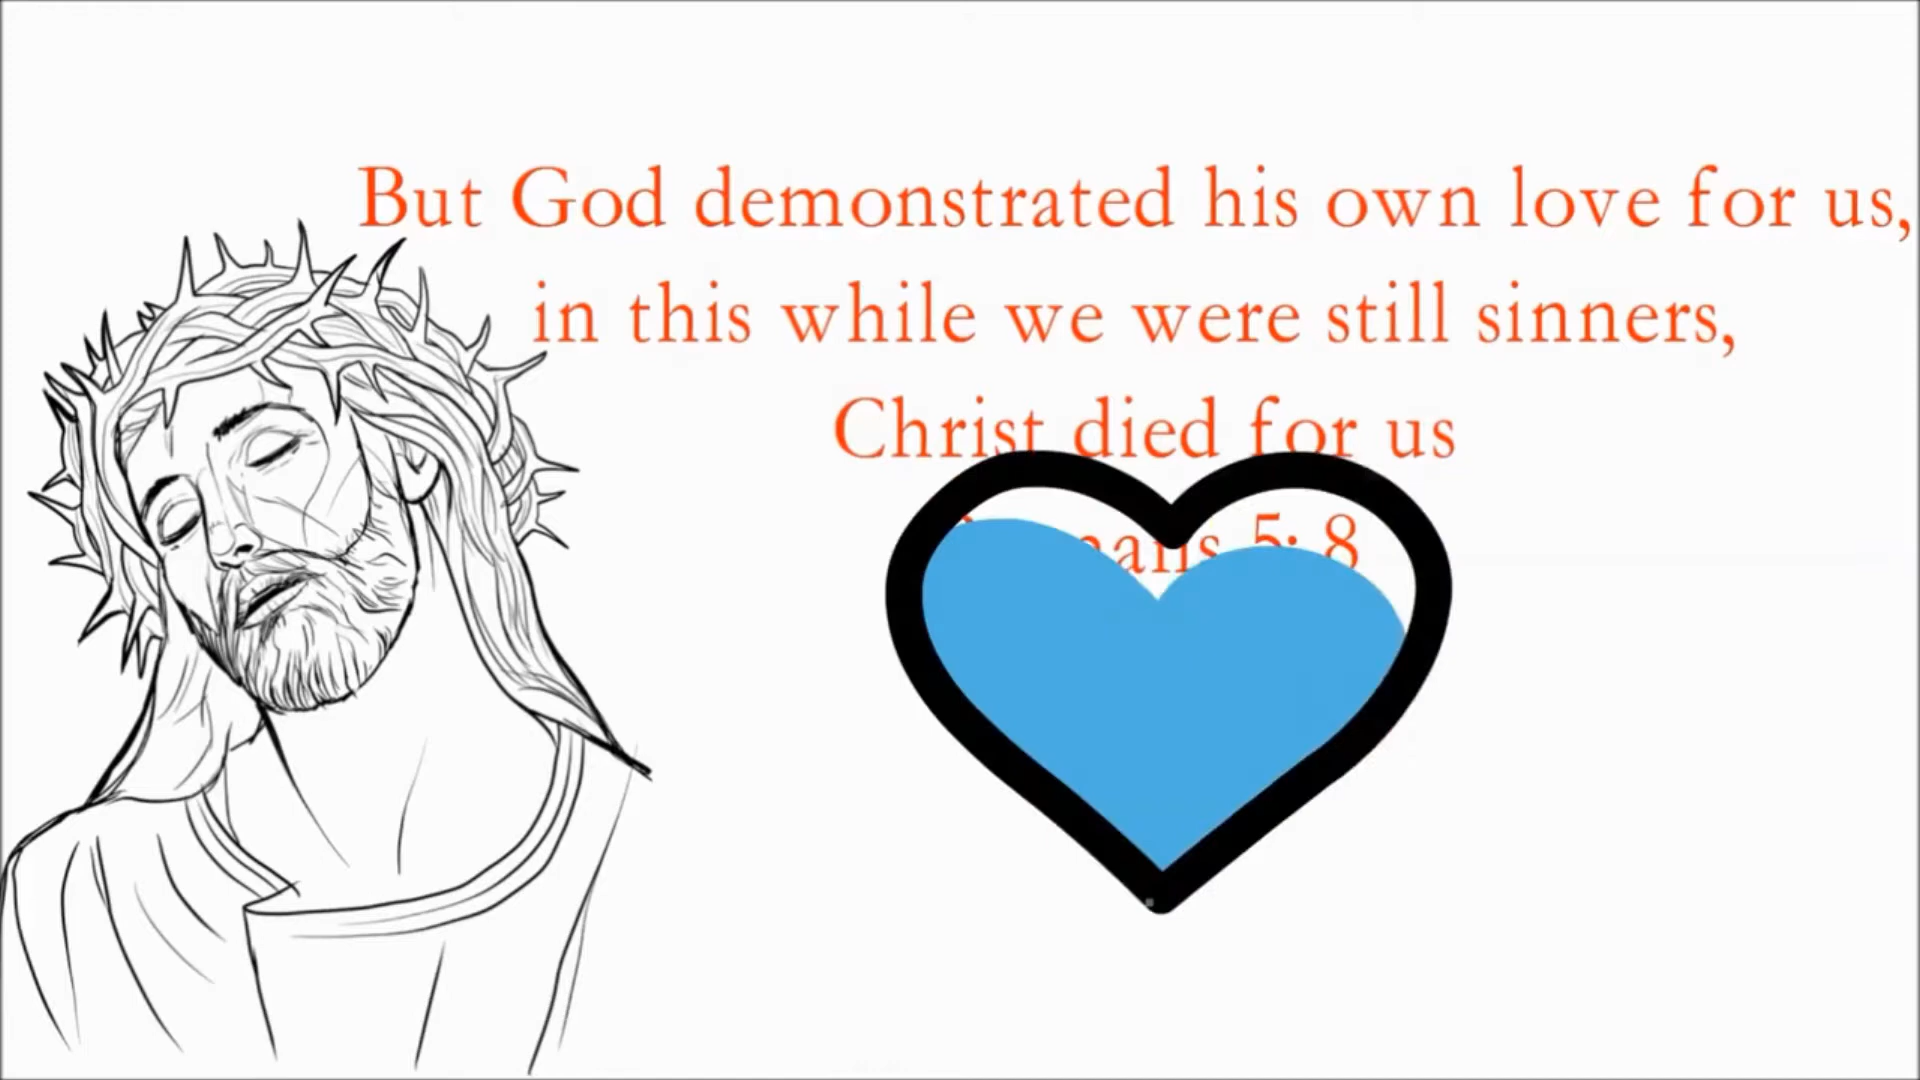 But God demonstrated his own love for us,
in this while we were still sinners,
Christ died for us
5: 8